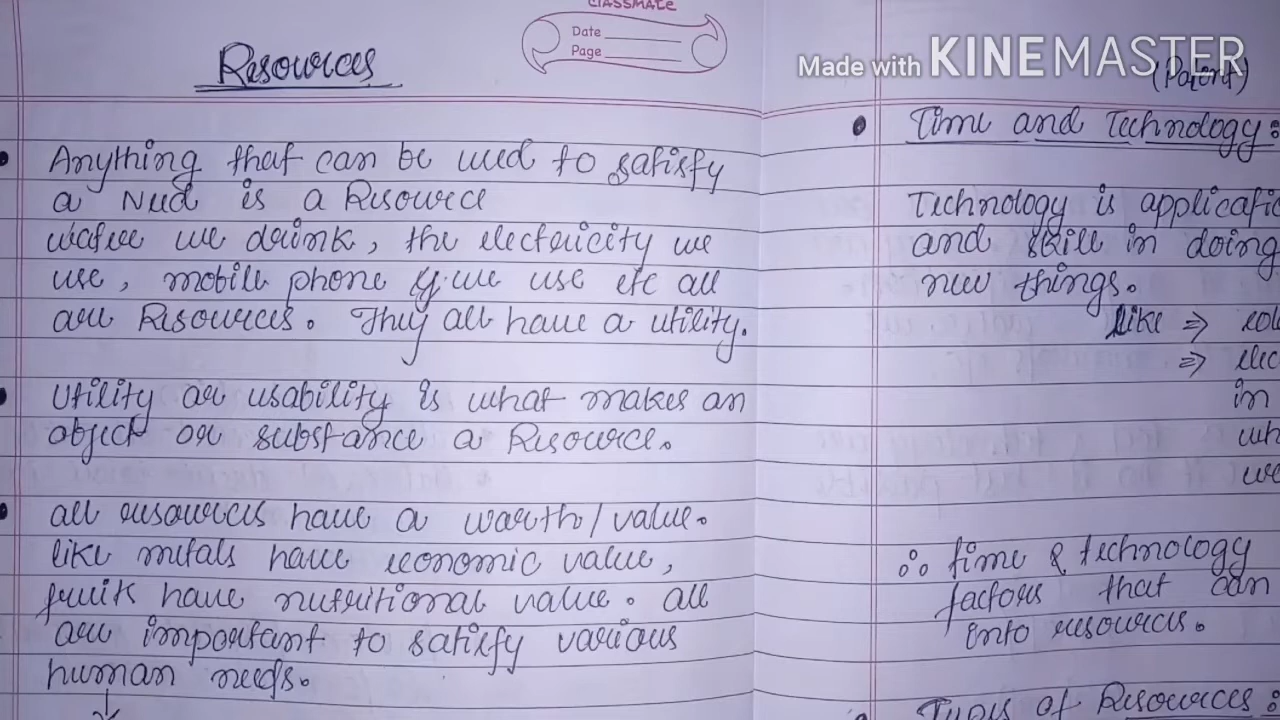 CLASSMATE
Date
Page
Resources
Anything that can be used to satisfy
a Need is a Resource
water we drink, the electricity we
use, mobile phone we use etc all
are Resources. They all have a utility.
Utility or usability is what makes an
object or substance a Resource.
all resources have a worth/value.
like metals have economic value,
fruits have nutritional value. all
are important to satisfy various
human needs.
Made with KINEMASTER
(Patent)
Time and Technology:
Technology is
and skill in doing
new things.
like ⇒
⇒
in
∴ time & technology
factors that can
into resources.
Types of Resources: